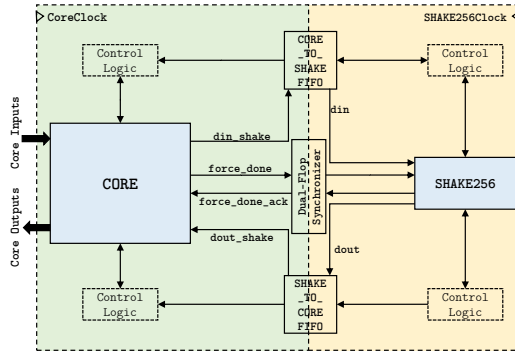 CoreClock
SHAKE256Clock
Control
Logic
CORE
_TO_
SHAKE
FIFO
Control
Logic
din
Core Inputs
din_shake
CORE
force_done
Dual-Flop
Synchronizer
SHAKE256
force_done_ack
Core Outputs
dout_shake
dout
Control
Logic
SHAKE
_TO_
CORE
FIFO
Control
Logic